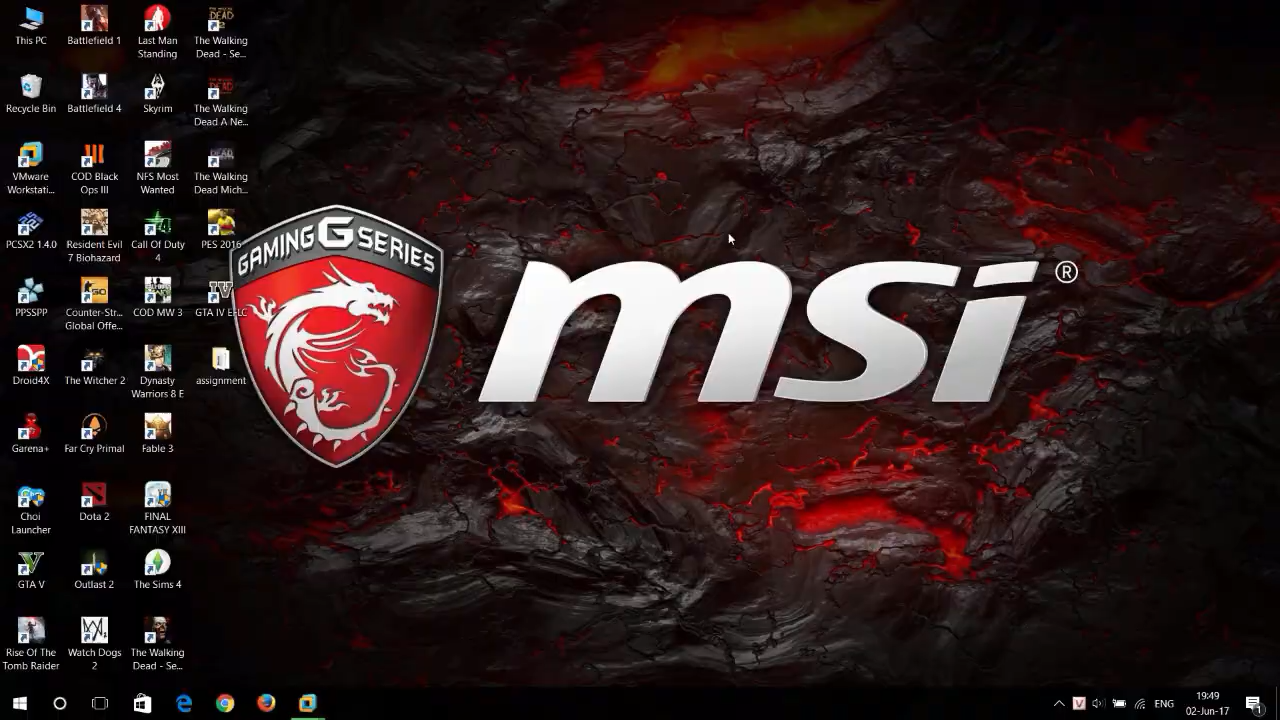 This PC
Battlefield 1
Last Man
Standing
The Walking
Dead - Se...
Recycle Bin
Battlefield 4
Skyrim
The Walking
Dead A Ne...
VMware
Workstati...
COD Black
Ops III
NFS Most
Wanted
The Walking
Dead Mich...
PCSX2 1.4.0
Resident Evil
7 Biohazard
Call Of Duty
4
PES 2016
PPSSPP
Counter-Str...
Global Offe...
COD MW 3
GTA IV EFLC
Droid4X
The Witcher 2
Dynasty
Warriors 8 E
assignment
Garena+
Far Cry Primal
Fable 3
Choi
Launcher
Dota 2
FINAL
FANTASY XIII
GTA V
Outlast 2
The Sims 4
Rise Of The
Tomb Raider
Watch Dogs
2
The Walking
Dead - Se...
GAMING G SERIES
msi ®
ENG
19:49
02-Jun-17
1